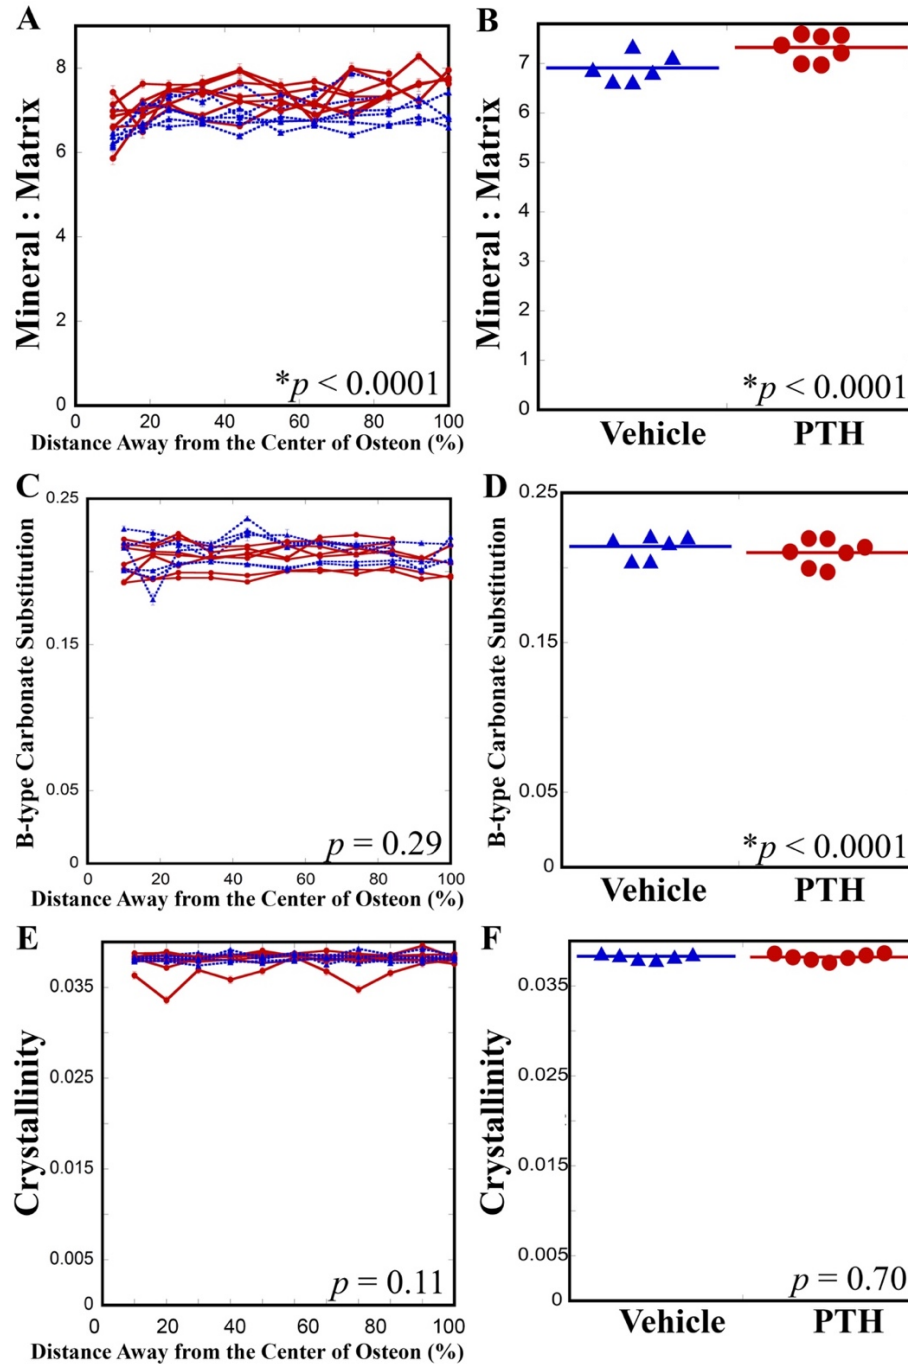 A
Mineral : Matrix
8
6
4
2
0
0 20 40 60 80 100
*p < 0.0001
Distance Away from the Center of Osteon (%)
B
Mineral : Matrix
7
6
5
4
3
2
1
0
*p < 0.0001
Vehicle PTH
C
B-type Carbonate Substitution
0.25
0.15
0.05
0
0 20 40 60 80 100
p = 0.29
Distance Away from the Center of Osteon (%)
D
B-type Carbonate Substitution
0.25
0.15
0.05
0
*p < 0.0001
Vehicle PTH
E
Crystallinity
0.035
0.025
0.015
0.005
0
0 20 40 60 80 100
p = 0.11
Distance Away from the Center of Osteon (%)
F
Crystallinity
0.035
0.025
0.015
0.005
0
p = 0.70
Vehicle PTH